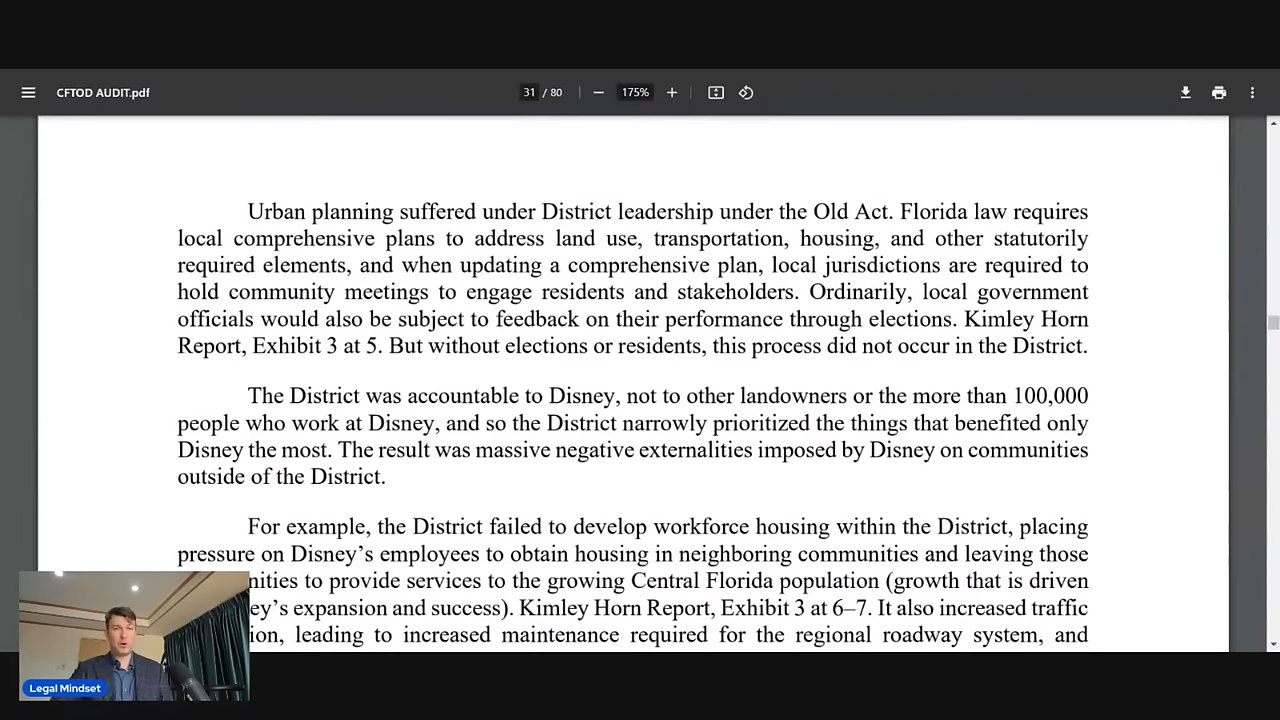 CFTOD AUDIT.pdf
31 / 80
175%
Urban planning suffered under District leadership under the Old Act. Florida law requires
local comprehensive plans to address land use, transportation, housing, and other statutorily
required elements, and when updating a comprehensive plan, local jurisdictions are required to
hold community meetings to engage residents and stakeholders. Ordinarily, local government
officials would also be subject to feedback on their performance through elections. Kimley Horn
Report, Exhibit 3 at 5. But without elections or residents, this process did not occur in the District.
The District was accountable to Disney, not to other landowners or the more than 100,000
people who work at Disney, and so the District narrowly prioritized the things that benefited only
Disney the most. The result was massive negative externalities imposed by Disney on communities
outside of the District.
For example, the District failed to develop workforce housing within the District, placing
pressure on Disney's employees to obtain housing in neighboring communities and leaving those
nities to provide services to the growing Central Florida population (growth that is driven
ey's expansion and success). Kimley Horn Report, Exhibit 3 at 6–7. It also increased traffic
ion, leading to increased maintenance required for the regional roadway system, and
Legal Mindset